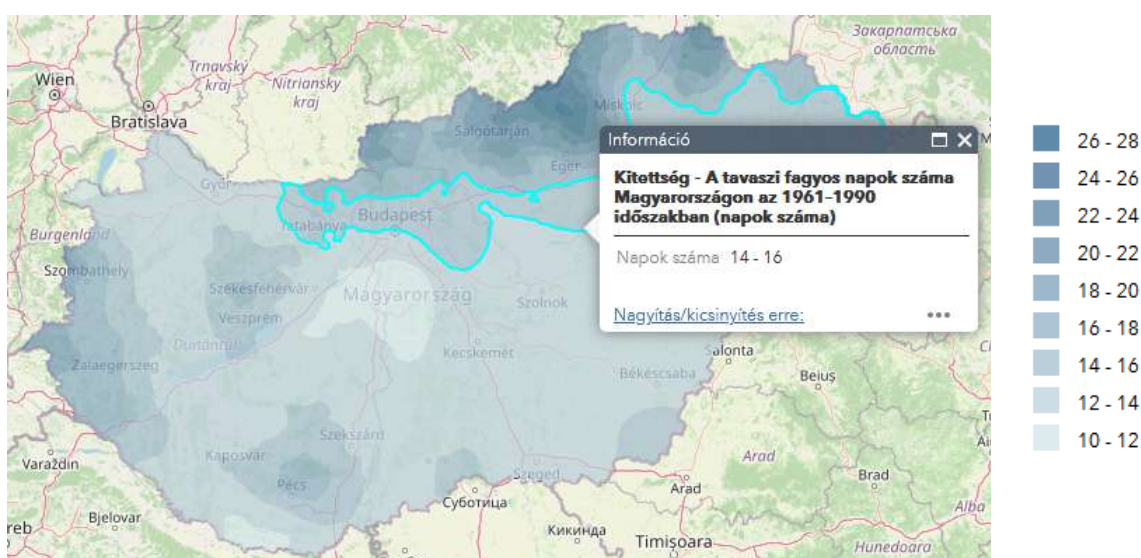 Закарпатська
область
Trnavský
kraj
Nitriansky
kraj
Wien
Bratislava
Miskolc
Salgótarján
Eger
Győr
Tatabánya
Budapest
Burgenland
Szombathely
Székesfehérvár
Veszprém
Magyarország
Szolnok
Dunántúl
Zalaegerszeg
Kecskemét
Békéscsaba
Szekszárd
Kaposvár
Pécs
Szeged
Varaždin
Bjelovar
Суботица
Кикинда
Timișoara
Arad
Arad
Salonta
Beiuș
Brad
Alba
Hunedoara
Információ
Kitettség - A tavaszi fagyos napok száma
Magyarországon az 1961-1990
időszakban (napok száma)
Napok száma 14 - 16
Nagyítás/kicsinyítés erre:
26 - 28
24 - 26
22 - 24
20 - 22
18 - 20
16 - 18
14 - 16
12 - 14
10 - 12